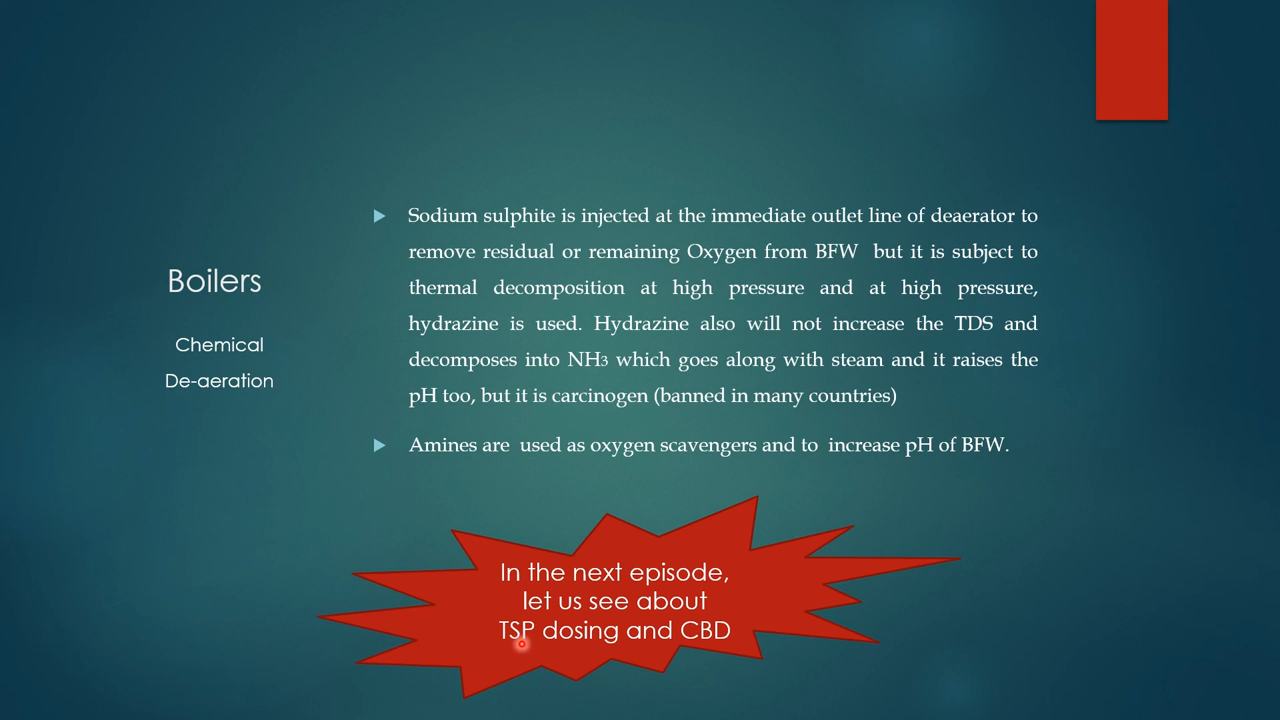 Boilers
Chemical
De-aeration
Sodium sulphite is injected at the immediate outlet line of deaerator to
remove residual or remaining Oxygen from BFW  but it is subject to
thermal decomposition at high pressure and at high pressure,
hydrazine is used. Hydrazine also will not increase the TDS and
decomposes into NH3 which goes along with steam and it raises the
pH too, but it is carcinogen (banned in many countries)
Amines are  used as oxygen scavengers and to  increase pH of BFW.
In the next episode,
let us see about
TSP dosing and CBD